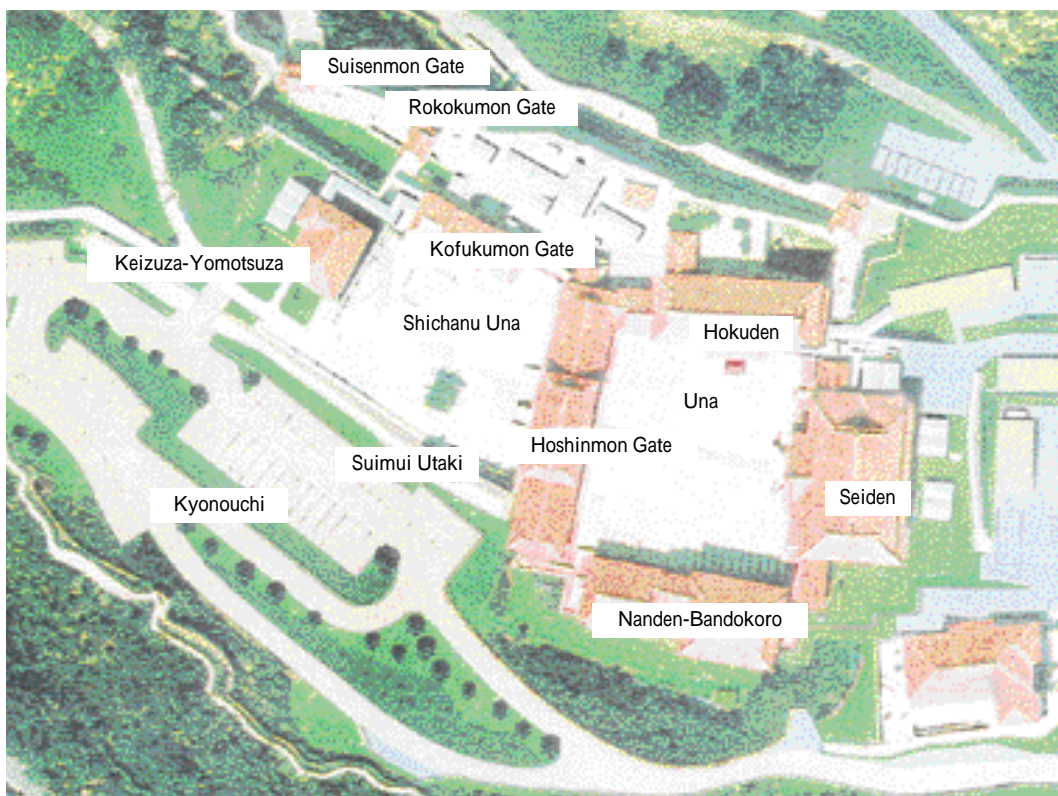 Suisenmon Gate
Rokokumon Gate
Kofukumon Gate
Keizuza-Yomotsuza
Shichanu Una
Hokuden
Una
Hoshinmon Gate
Suimui Utaki
Seiden
Kyonouchi
Nanden-Bandokoro